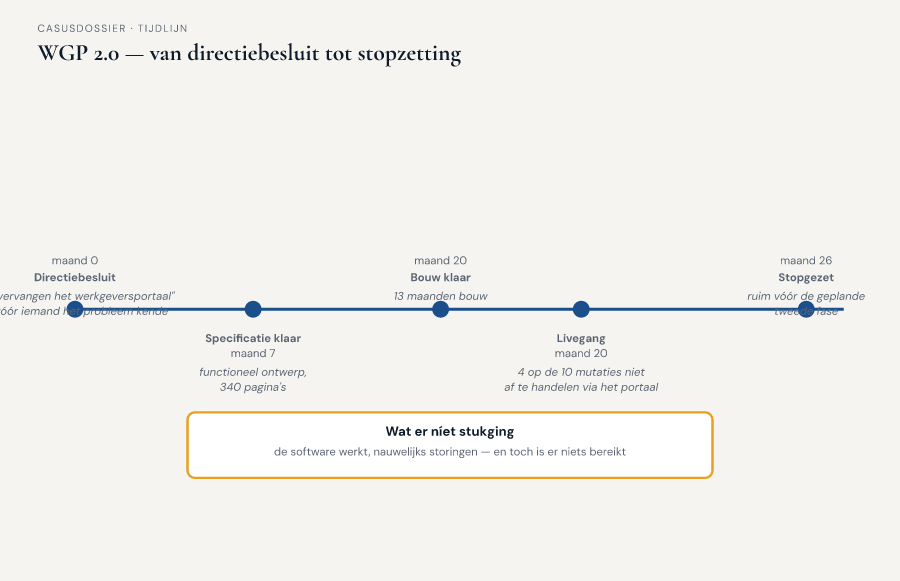 CASUSDOSSIER · TIJDLIJN
WGP 2.0 — van directiebesluit tot stopzetting
maand 0
Directiebesluit
vervangen het werkgeversportaal"
óór iemand het probleem kende
maand 20
Bouw klaar
13 maanden bouw
maand 26
Stopgezet
ruim vóór de geplande
tweede fase
Specificatie klaar
maand 7
functioneel ontwerp,
340 pagina's
Livegang
maand 20
4 op de 10 mutaties niet
af te handelen via het portaal
Wat er níet stukging
de software werkt, nauwelijks storingen — en toch is er niets bereikt